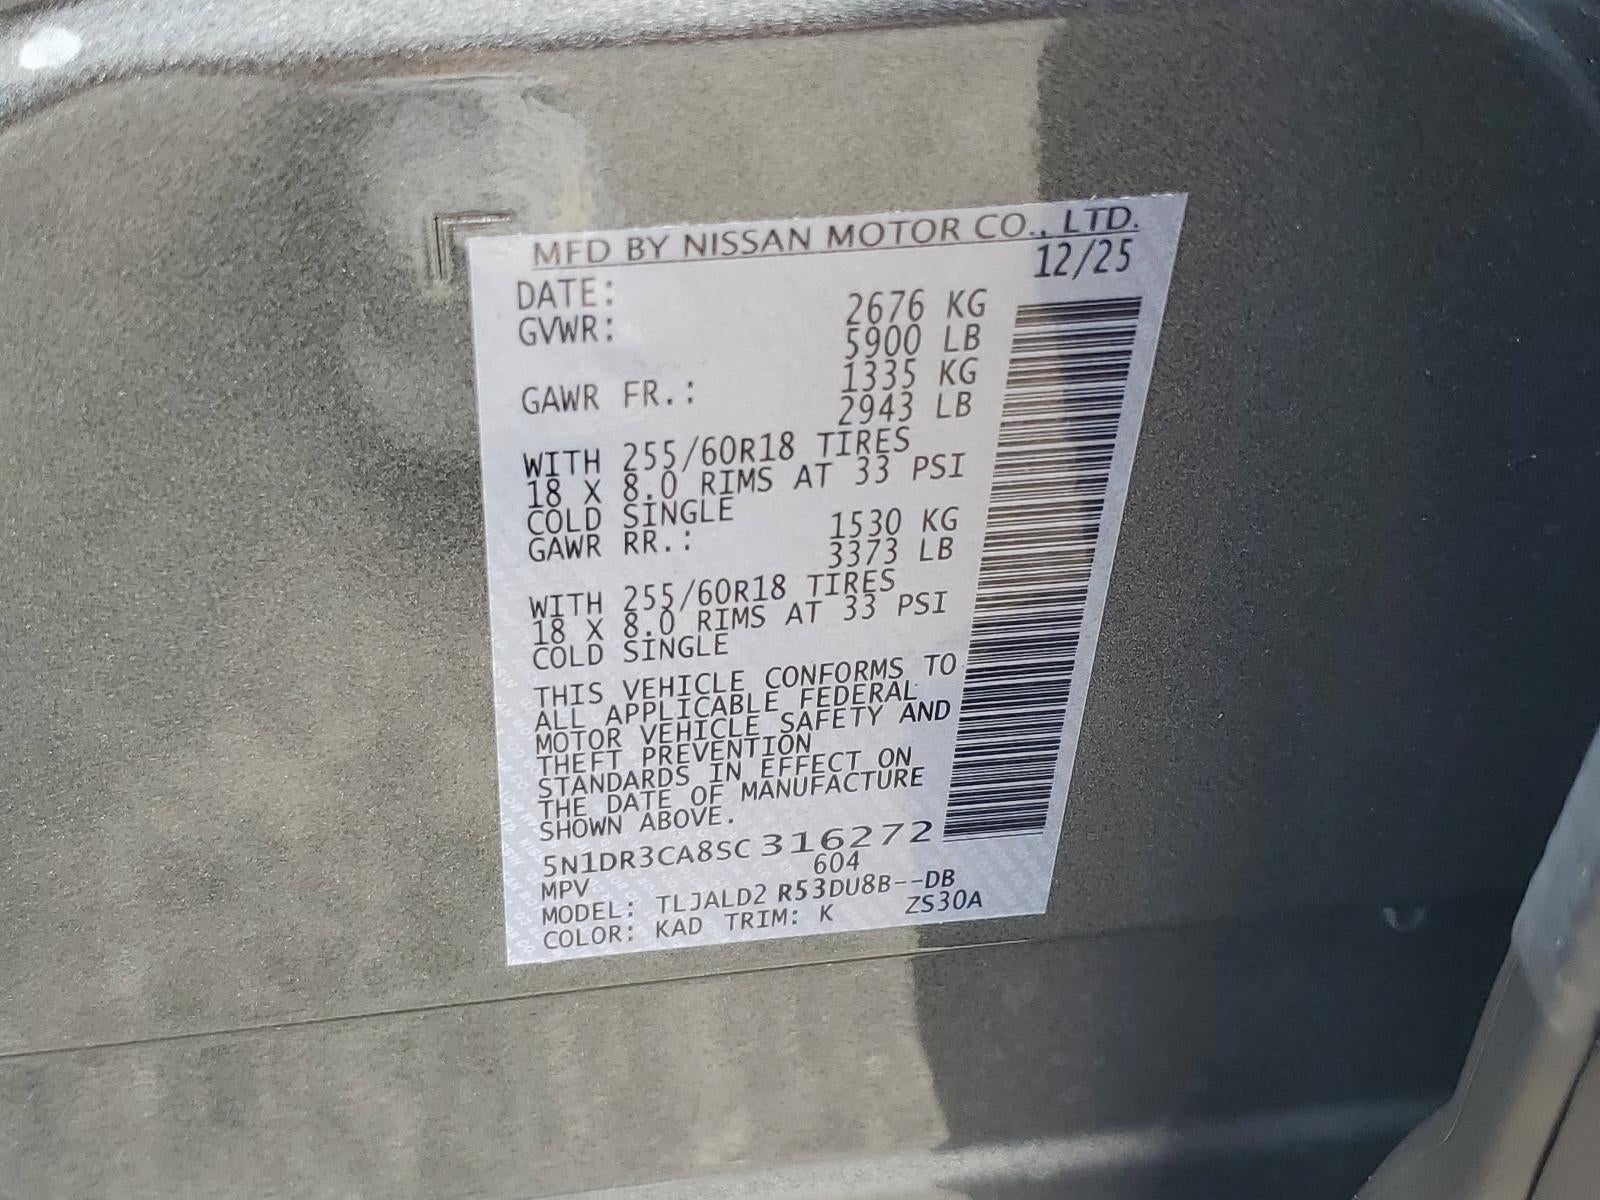 MFD BY NISSAN MOTOR CO., LTD.
DATE: 12/25
GVWR: 2676 KG
5900 LB
GAWR FR.: 1335 KG
2943 LB
WITH 255/60R18 TIRES
18 X 8.0 RIMS AT 33 PSI
COLD SINGLE
GAWR RR.: 1530 KG
3373 LB
WITH 255/60R18 TIRES
18 X 8.0 RIMS AT 33 PSI
COLD SINGLE
THIS VEHICLE CONFORMS TO
ALL APPLICABLE FEDERAL
MOTOR VEHICLE SAFETY AND
THEFT PREVENTION
STANDARDS IN EFFECT ON
THE DATE OF MANUFACTURE
SHOWN ABOVE.
5N1DR3CA8SC316272
MPV 604
MODEL: TLJALD2 R53DU8B--DB
COLOR: KAD TRIM: K ZS30A